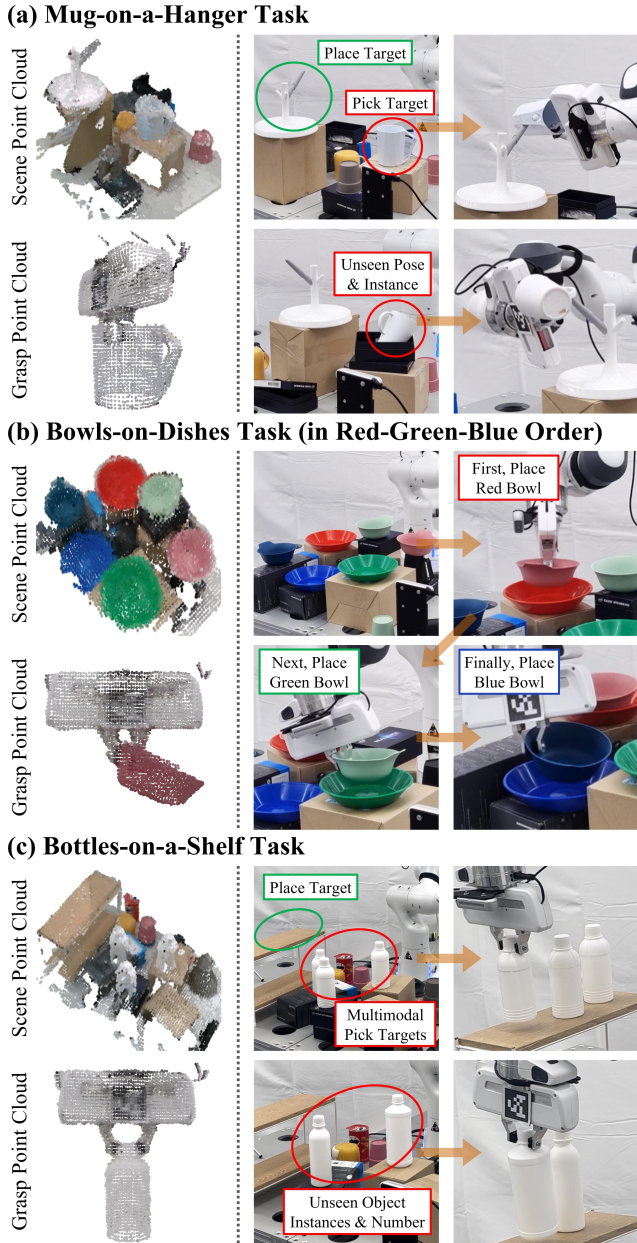 (a) Mug-on-a-Hanger Task
Scene Point Cloud
Place Target
Pick Target
Grasp Point Cloud
Unseen Pose
& Instance
(b) Bowls-on-Dishes Task (in Red-Green-Blue Order)
Scene Point Cloud
First, Place
Red Bowl
Grasp Point Cloud
Next, Place
Green Bowl
Finally, Place
Blue Bowl
(c) Bottles-on-a-Shelf Task
Scene Point Cloud
Place Target
Multimodal
Pick Targets
Grasp Point Cloud
Unseen Object
Instances & Number